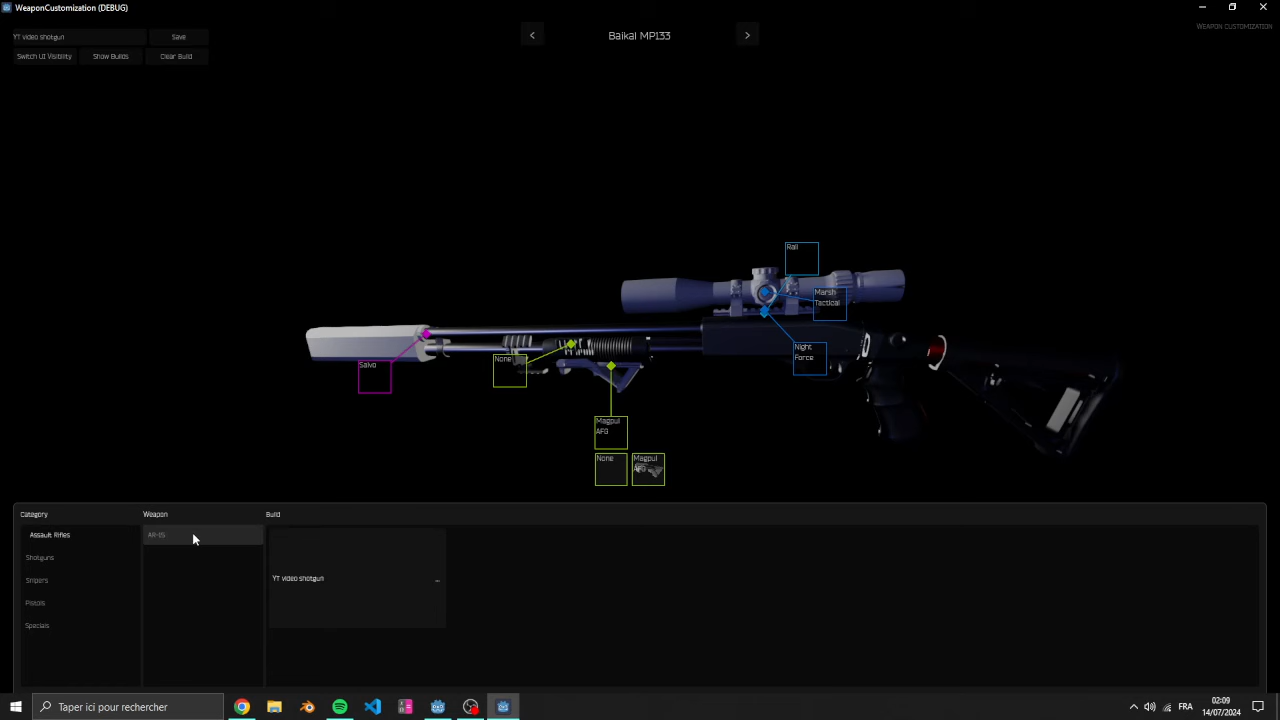 WeaponCustomization (DEBUG)
YT video shotgun
Save
Switch UI Visibility
Show Builds
Clear Build
<
Baikal MP133
>
WEAPON CUSTOMIZATION
Rail
Marsh
Tactical
Night
Force
Salvo
None
Magpul
AFG
None
Magpul
AFG
Category
Weapon
Build
Assault Rifles
AR-15
Shotguns
Snipers
Pistols
Specials
YT video shotgun
Taper ici pour rechercher
FRA
02:09
14/07/2024